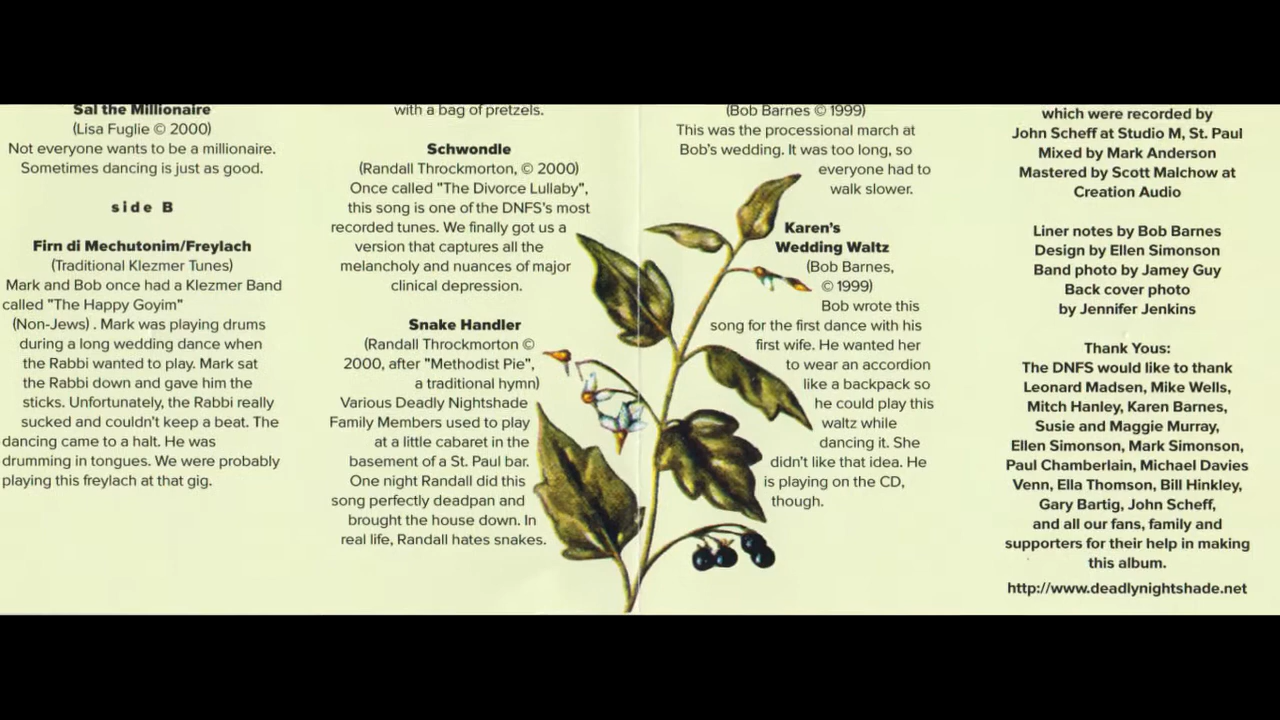 Sal the Millionaire
(Lisa Fuglie © 2000)
Not everyone wants to be a millionaire.
Sometimes dancing is just as good.
side B
Firn di Mechutonim/Freylach
(Traditional Klezmer Tunes)
Mark and Bob once had a Klezmer Band
called "The Happy Goyim"
(Non-Jews) . Mark was playing drums
during a long wedding dance when
the Rabbi wanted to play. Mark sat
the Rabbi down and gave him the
sticks. Unfortunately, the Rabbi really
sucked and couldn't keep a beat. The
dancing came to a halt. He was
drumming in tongues. We were probably
playing this freylach at that gig.
with a bag of pretzels.
Schwondle
(Randall Throckmorton, © 2000)
Once called "The Divorce Lullaby",
this song is one of the DNFS's most
recorded tunes. We finally got us a
version that captures all the
melancholy and nuances of major
clinical depression.
Snake Handler
(Randall Throckmorton ©
2000, after "Methodist Pie",
a traditional hymn)
Various Deadly Nightshade
Family Members used to play
at a little cabaret in the
basement of a St. Paul bar.
One night Randall did this
song perfectly deadpan and
brought the house down. In
real life, Randall hates snakes.
(Bob Barnes © 1999)
This was the processional march at
Bob's wedding. It was too long, so
everyone had to
walk slower.
Karen's
Wedding Waltz
(Bob Barnes,
© 1999)
Bob wrote this
song for the first dance with his
first wife. He wanted her
to wear an accordion
like a backpack so
he could play this
waltz while
dancing it. She
didn't like that idea. He
is playing on the CD,
though.
which were recorded by
John Scheff at Studio M, St. Paul
Mixed by Mark Anderson
Mastered by Scott Malchow at
Creation Audio
Liner notes by Bob Barnes
Design by Ellen Simonson
Band photo by Jamey Guy
Back cover photo
by Jennifer Jenkins
Thank Yous:
The DNFS would like to thank
Leonard Madsen, Mike Wells,
Mitch Hanley, Karen Barnes,
Susie and Maggie Murray,
Ellen Simonson, Mark Simonson,
Paul Chamberlain, Michael Davies
Venn, Ella Thomson, Bill Hinkley,
Gary Bartig, John Scheff,
and all our fans, family and
supporters for their help in making
this album.
http://www.deadlynightshade.net